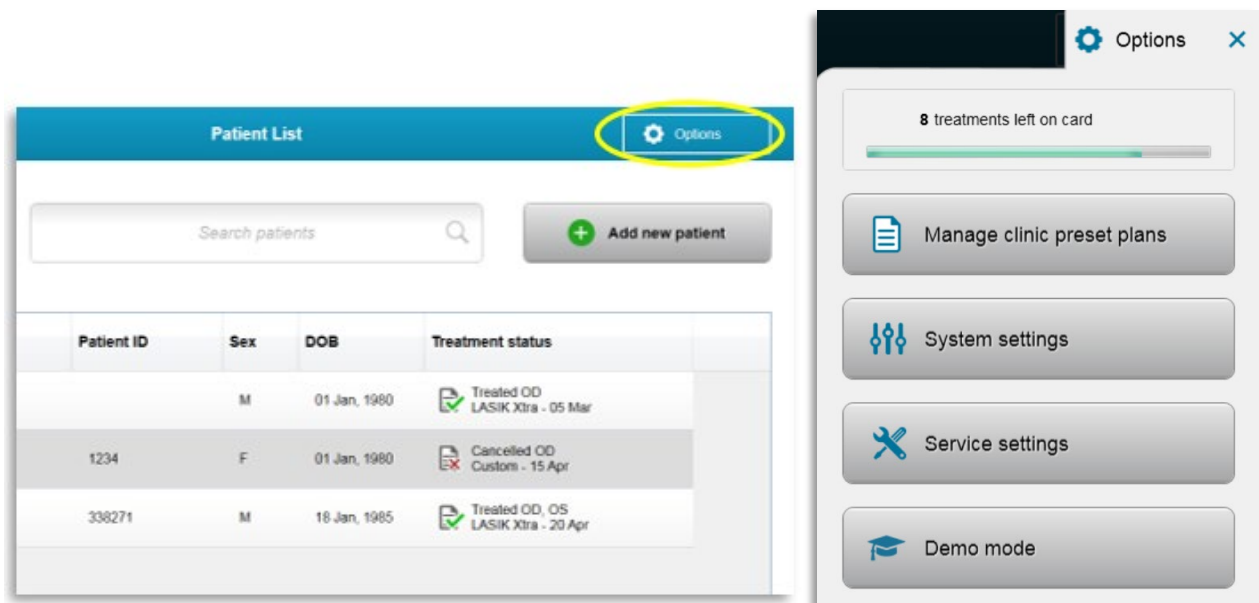 Patient List
Options
Search patients
Add new patient
Patient ID Sex DOB Treatment status
M 01 Jan, 1980 Treated OD
LASIK Xtra - 05 Mar
1234 F 01 Jan, 1980 Cancelled OD
Custom - 15 Apr
338271 M 18 Jan, 1985 Treated OD, OS
LASIK Xtra - 20 Apr
Options
8 treatments left on card
Manage clinic preset plans
System settings
Service settings
Demo mode